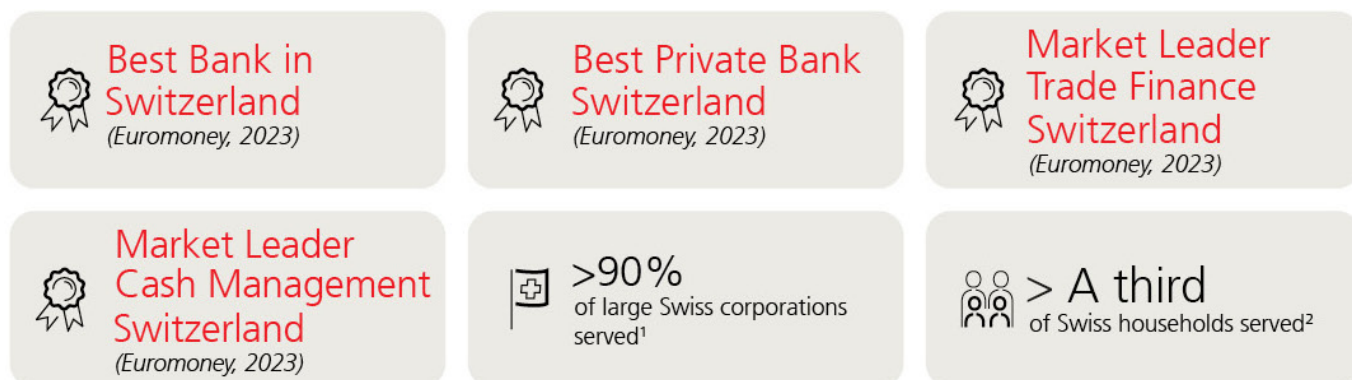 Best Bank in
Switzerland
(Euromoney, 2023)
Best Private Bank
Switzerland
(Euromoney, 2023)
Market Leader
Trade Finance
Switzerland
(Euromoney, 2023)
Market Leader
Cash Management
Switzerland
(Euromoney, 2023)
>90%
of large Swiss corporations
served¹
> A third
of Swiss households served²